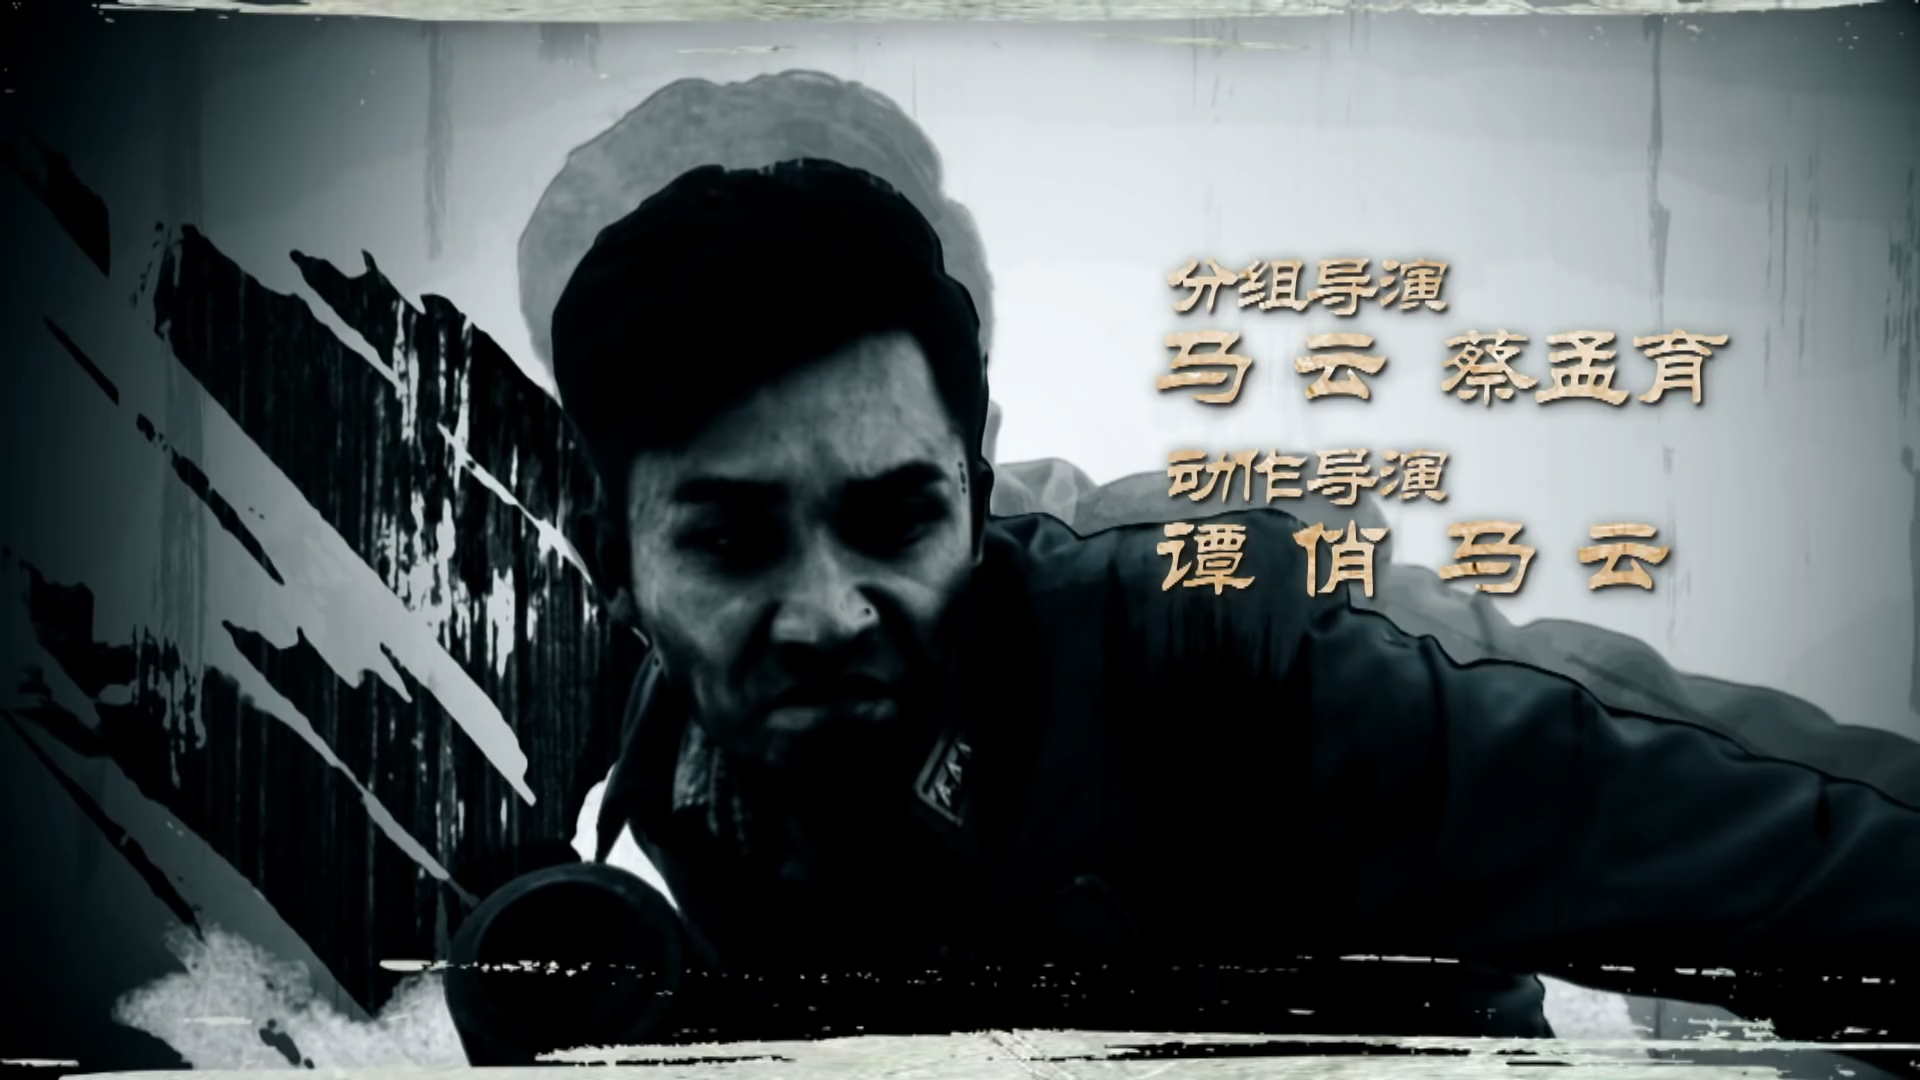 分组导演
马 云 蔡孟育
动作导演
谭 俏 马 云